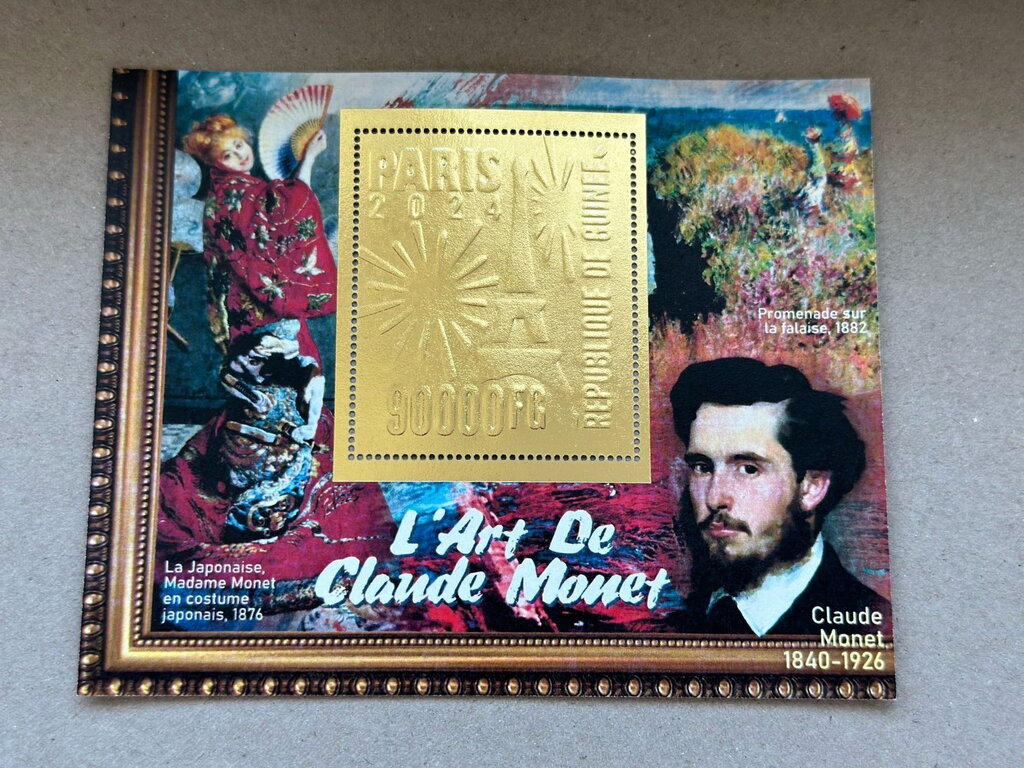 PARIS
2024
REPUBLIQUE DE GUINEE
90000FG
Promenade sur
la falaise, 1882
L'Art De
Claude Monet
La Japonaise,
Madame Monet
en costume
japonais, 1876
Claude
Monet
1840-1926